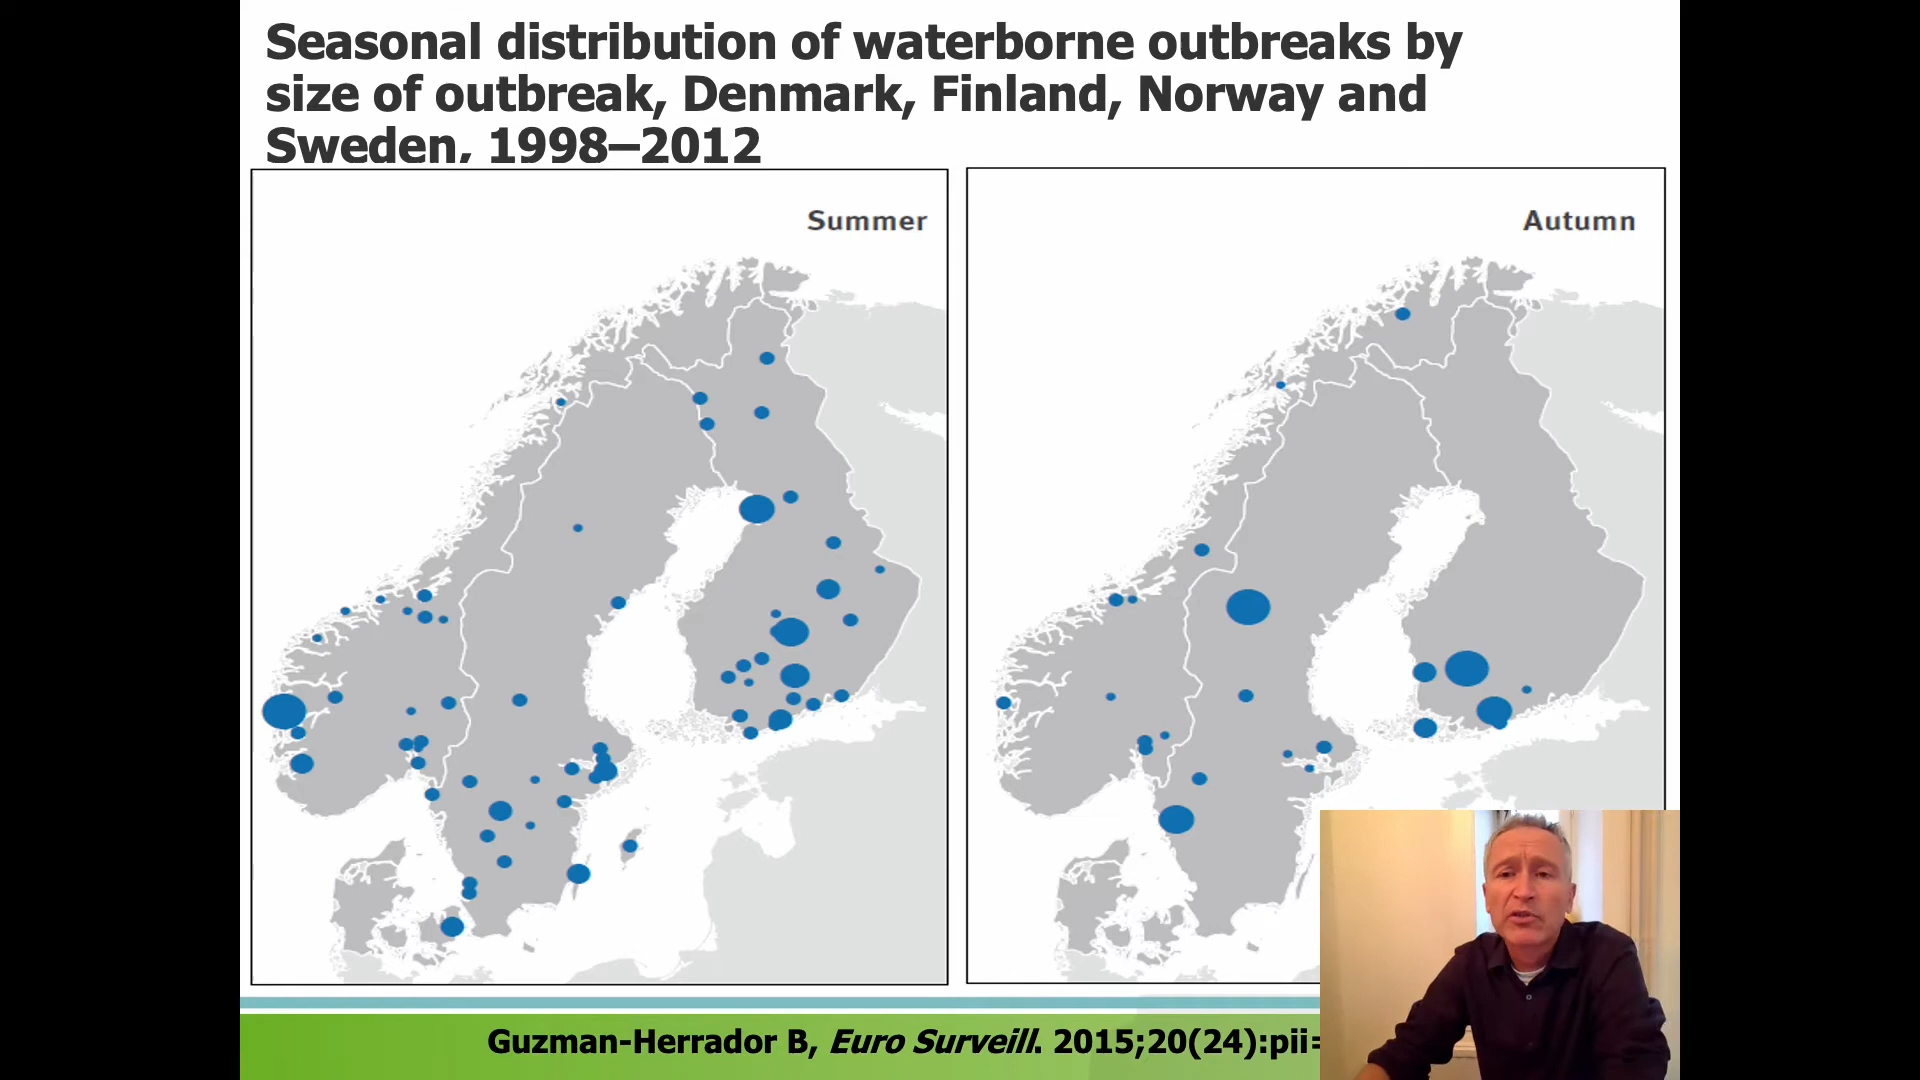 Seasonal distribution of waterborne outbreaks by
size of outbreak, Denmark, Finland, Norway and
Sweden, 1998–2012
Summer
Autumn
Guzman-Herrador B, Euro Surveill. 2015;20(24):pii=